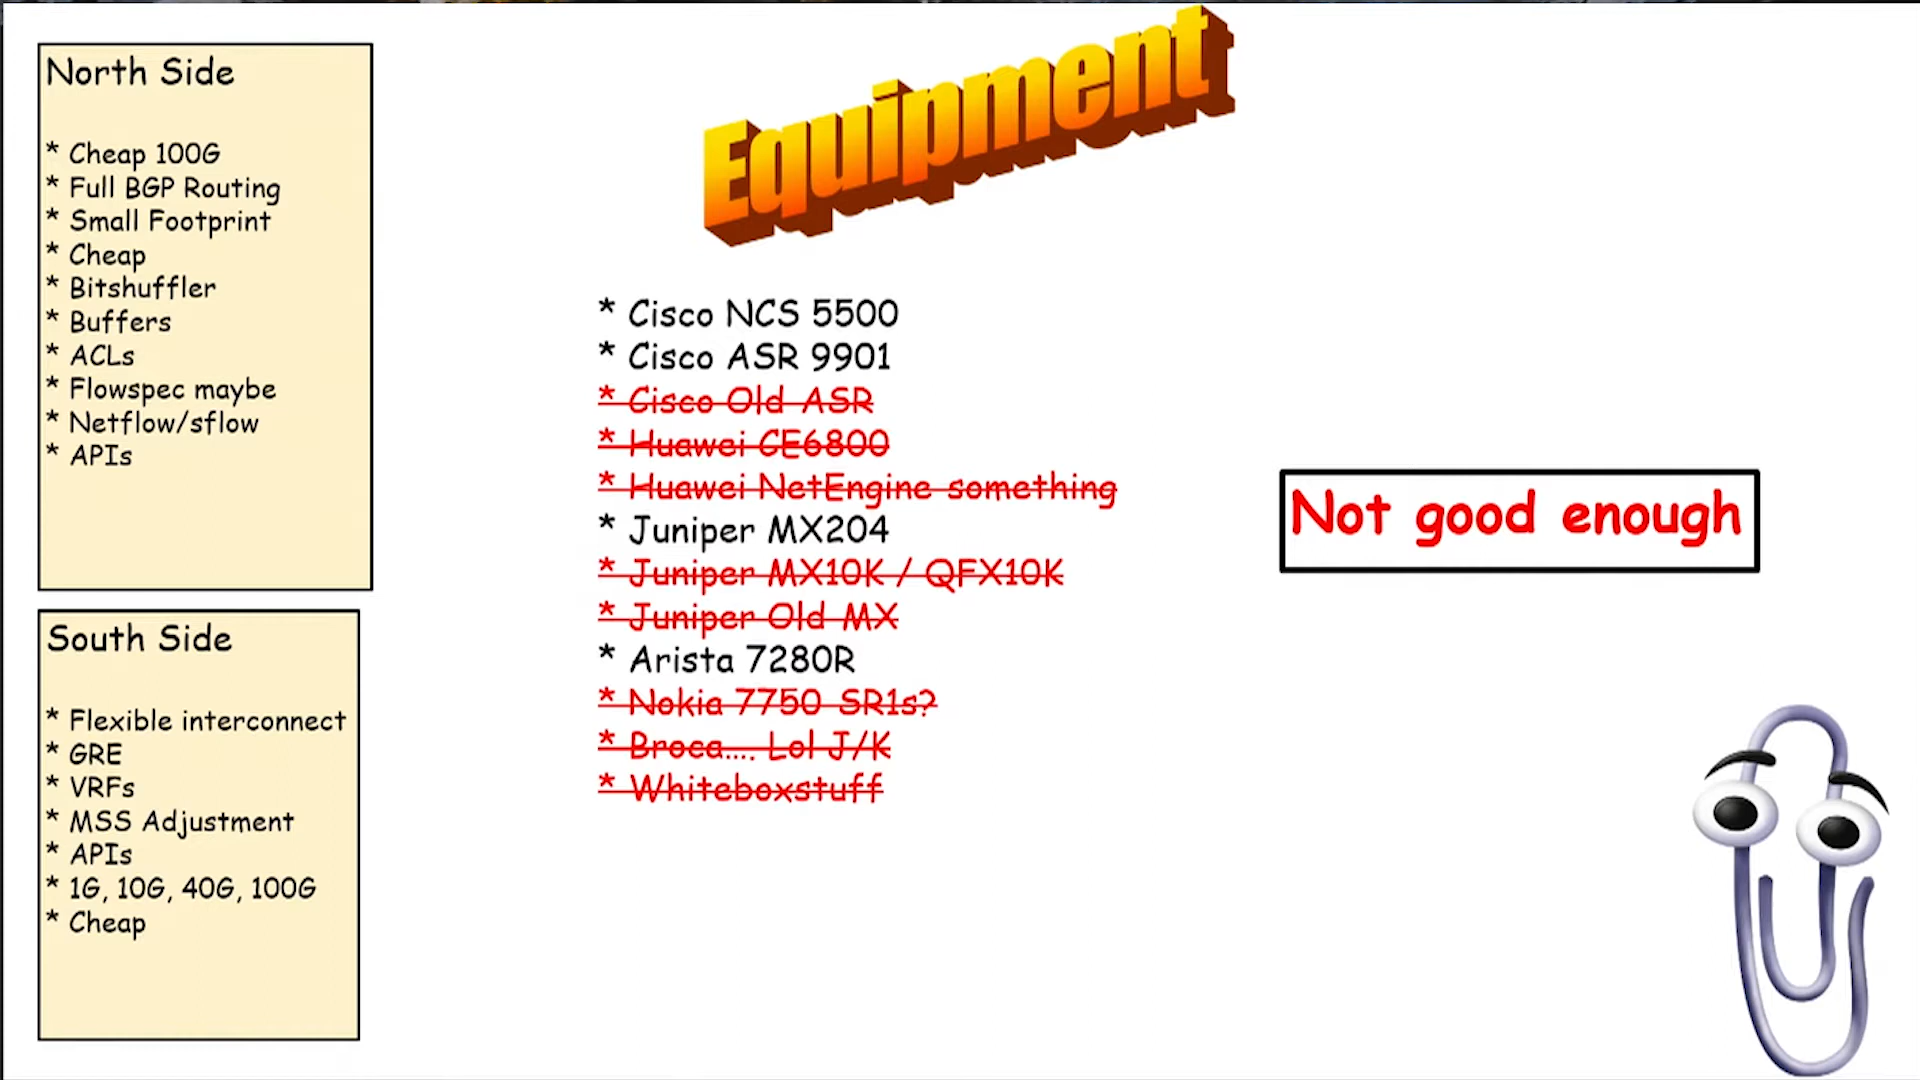 Equipment
North Side
* Cheap 100G
* Full BGP Routing
* Small Footprint
* Cheap
* Bitshuffler
* Buffers
* ACLs
* Flowspec maybe
* Netflow/sflow
* APIs
South Side
* Flexible interconnect
* GRE
* VRFs
* MSS Adjustment
* APIs
* 1G, 10G, 40G, 100G
* Cheap
* Cisco NCS 5500
* Cisco ASR 9901
* Cisco Old ASR
* Huawei CE6800
* Huawei NetEngine something
* Juniper MX204
* Juniper MX10K / QFX10K
* Juniper Old MX
* Arista 7280R
* Nokia 7750 SR1s?
* Broca.... Lol J/K
* Whiteboxstuff
Not good enough